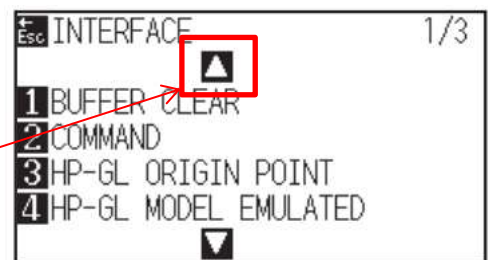 Esc INTERFACE 1/3
▲
1 BUFFER CLEAR
2 COMMAND
3 HP-GL ORIGIN POINT
4 HP-GL MODEL EMULATED
▼